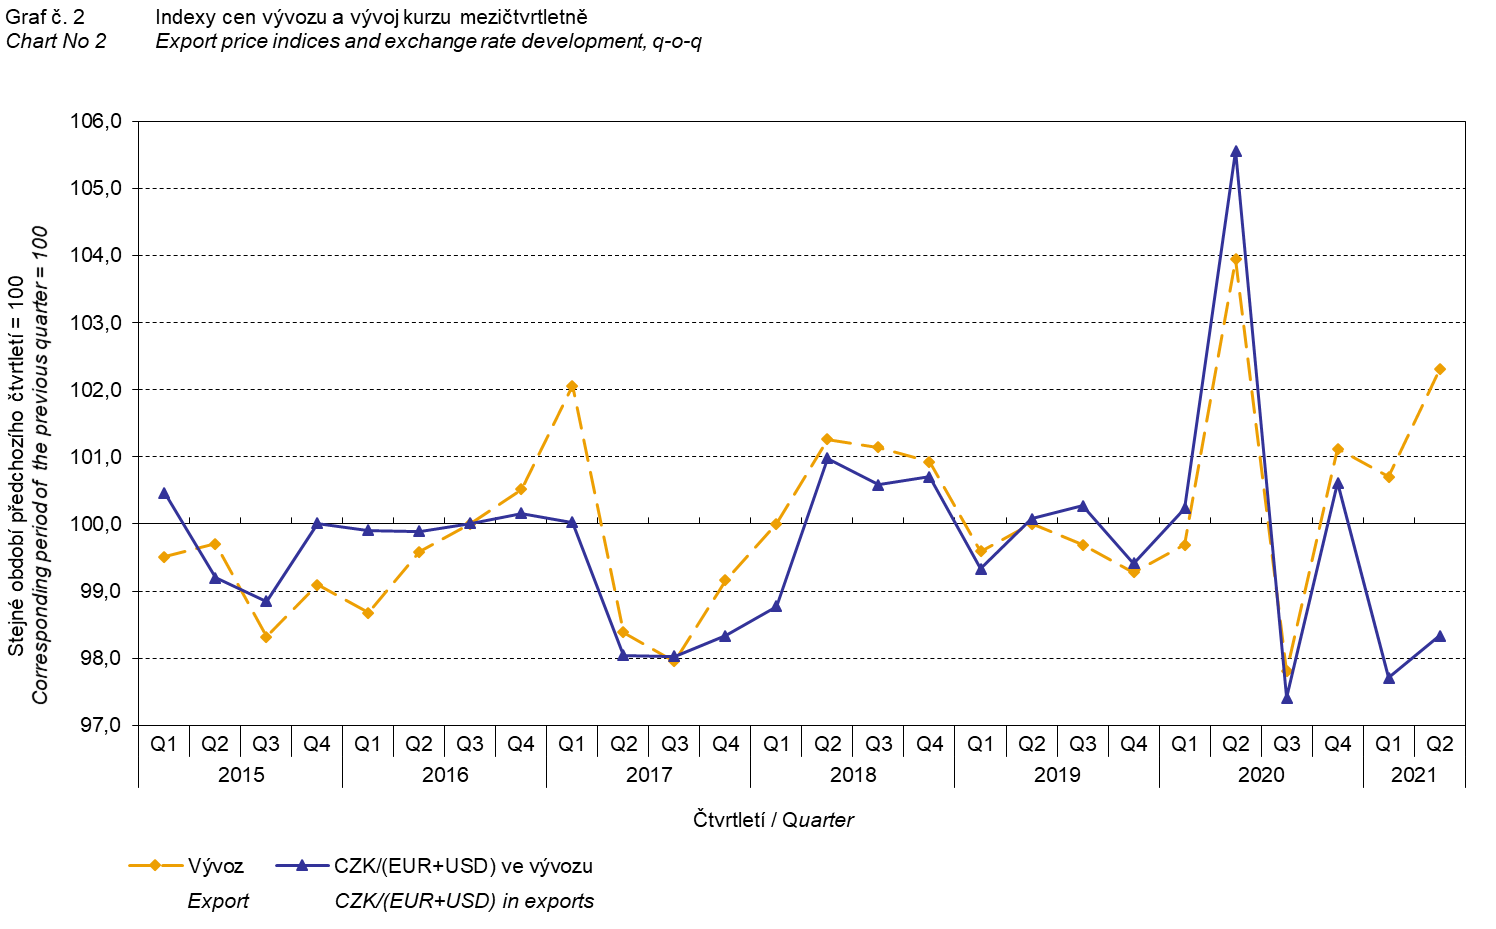 Graf č. 2 Indexy cen vývozu a vývoj kurzu mezičtvrtletně
Chart No 2 Export price indices and exchange rate development, q-o-q
Stejné období předchozího čtvrtletí = 100
Corresponding period of the previous quarter = 100
106,0
105,0
104,0
103,0
102,0
101,0
100,0
99,0
98,0
97,0
Q1 Q2 Q3 Q4 Q1 Q2 Q3 Q4 Q1 Q2 Q3 Q4 Q1 Q2 Q3 Q4 Q1 Q2 Q3 Q4 Q1 Q2 Q3 Q4 Q1 Q2
2015 2016 2017 2018 2019 2020 2021
Čtvrtletí / Quarter
Vývoz CZK/(EUR+USD) ve vývozu
Export CZK/(EUR+USD) in exports